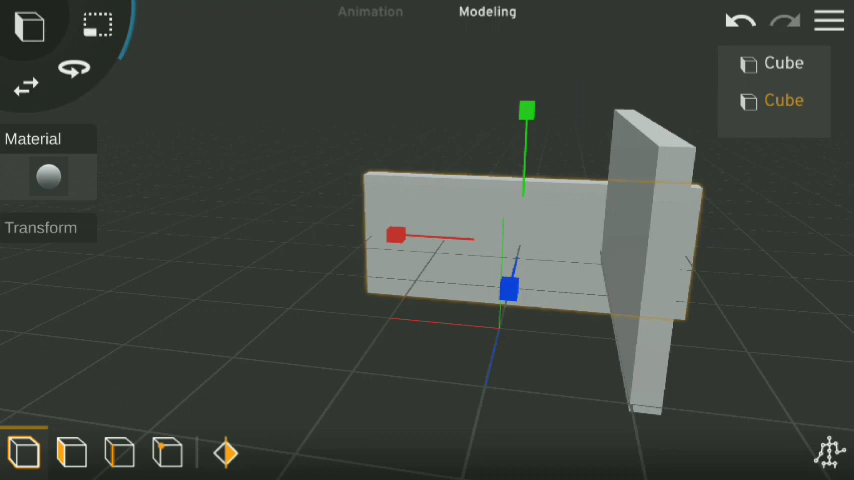 Animation
Modeling
Cube
Cube
Material
Transform